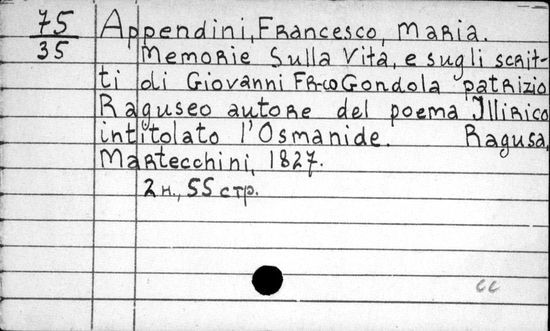 75
35
Appendini, Francesco, Maria.
Memorie sulla vita, e sugli scrit-
ti di Giovanni Fr-co Gondola patrizio
Raguseo autore del poema Illirico
intitolato l'Osmanide. Ragusa,
Martecchini, 1827.
2 н., 55 стр.
cc